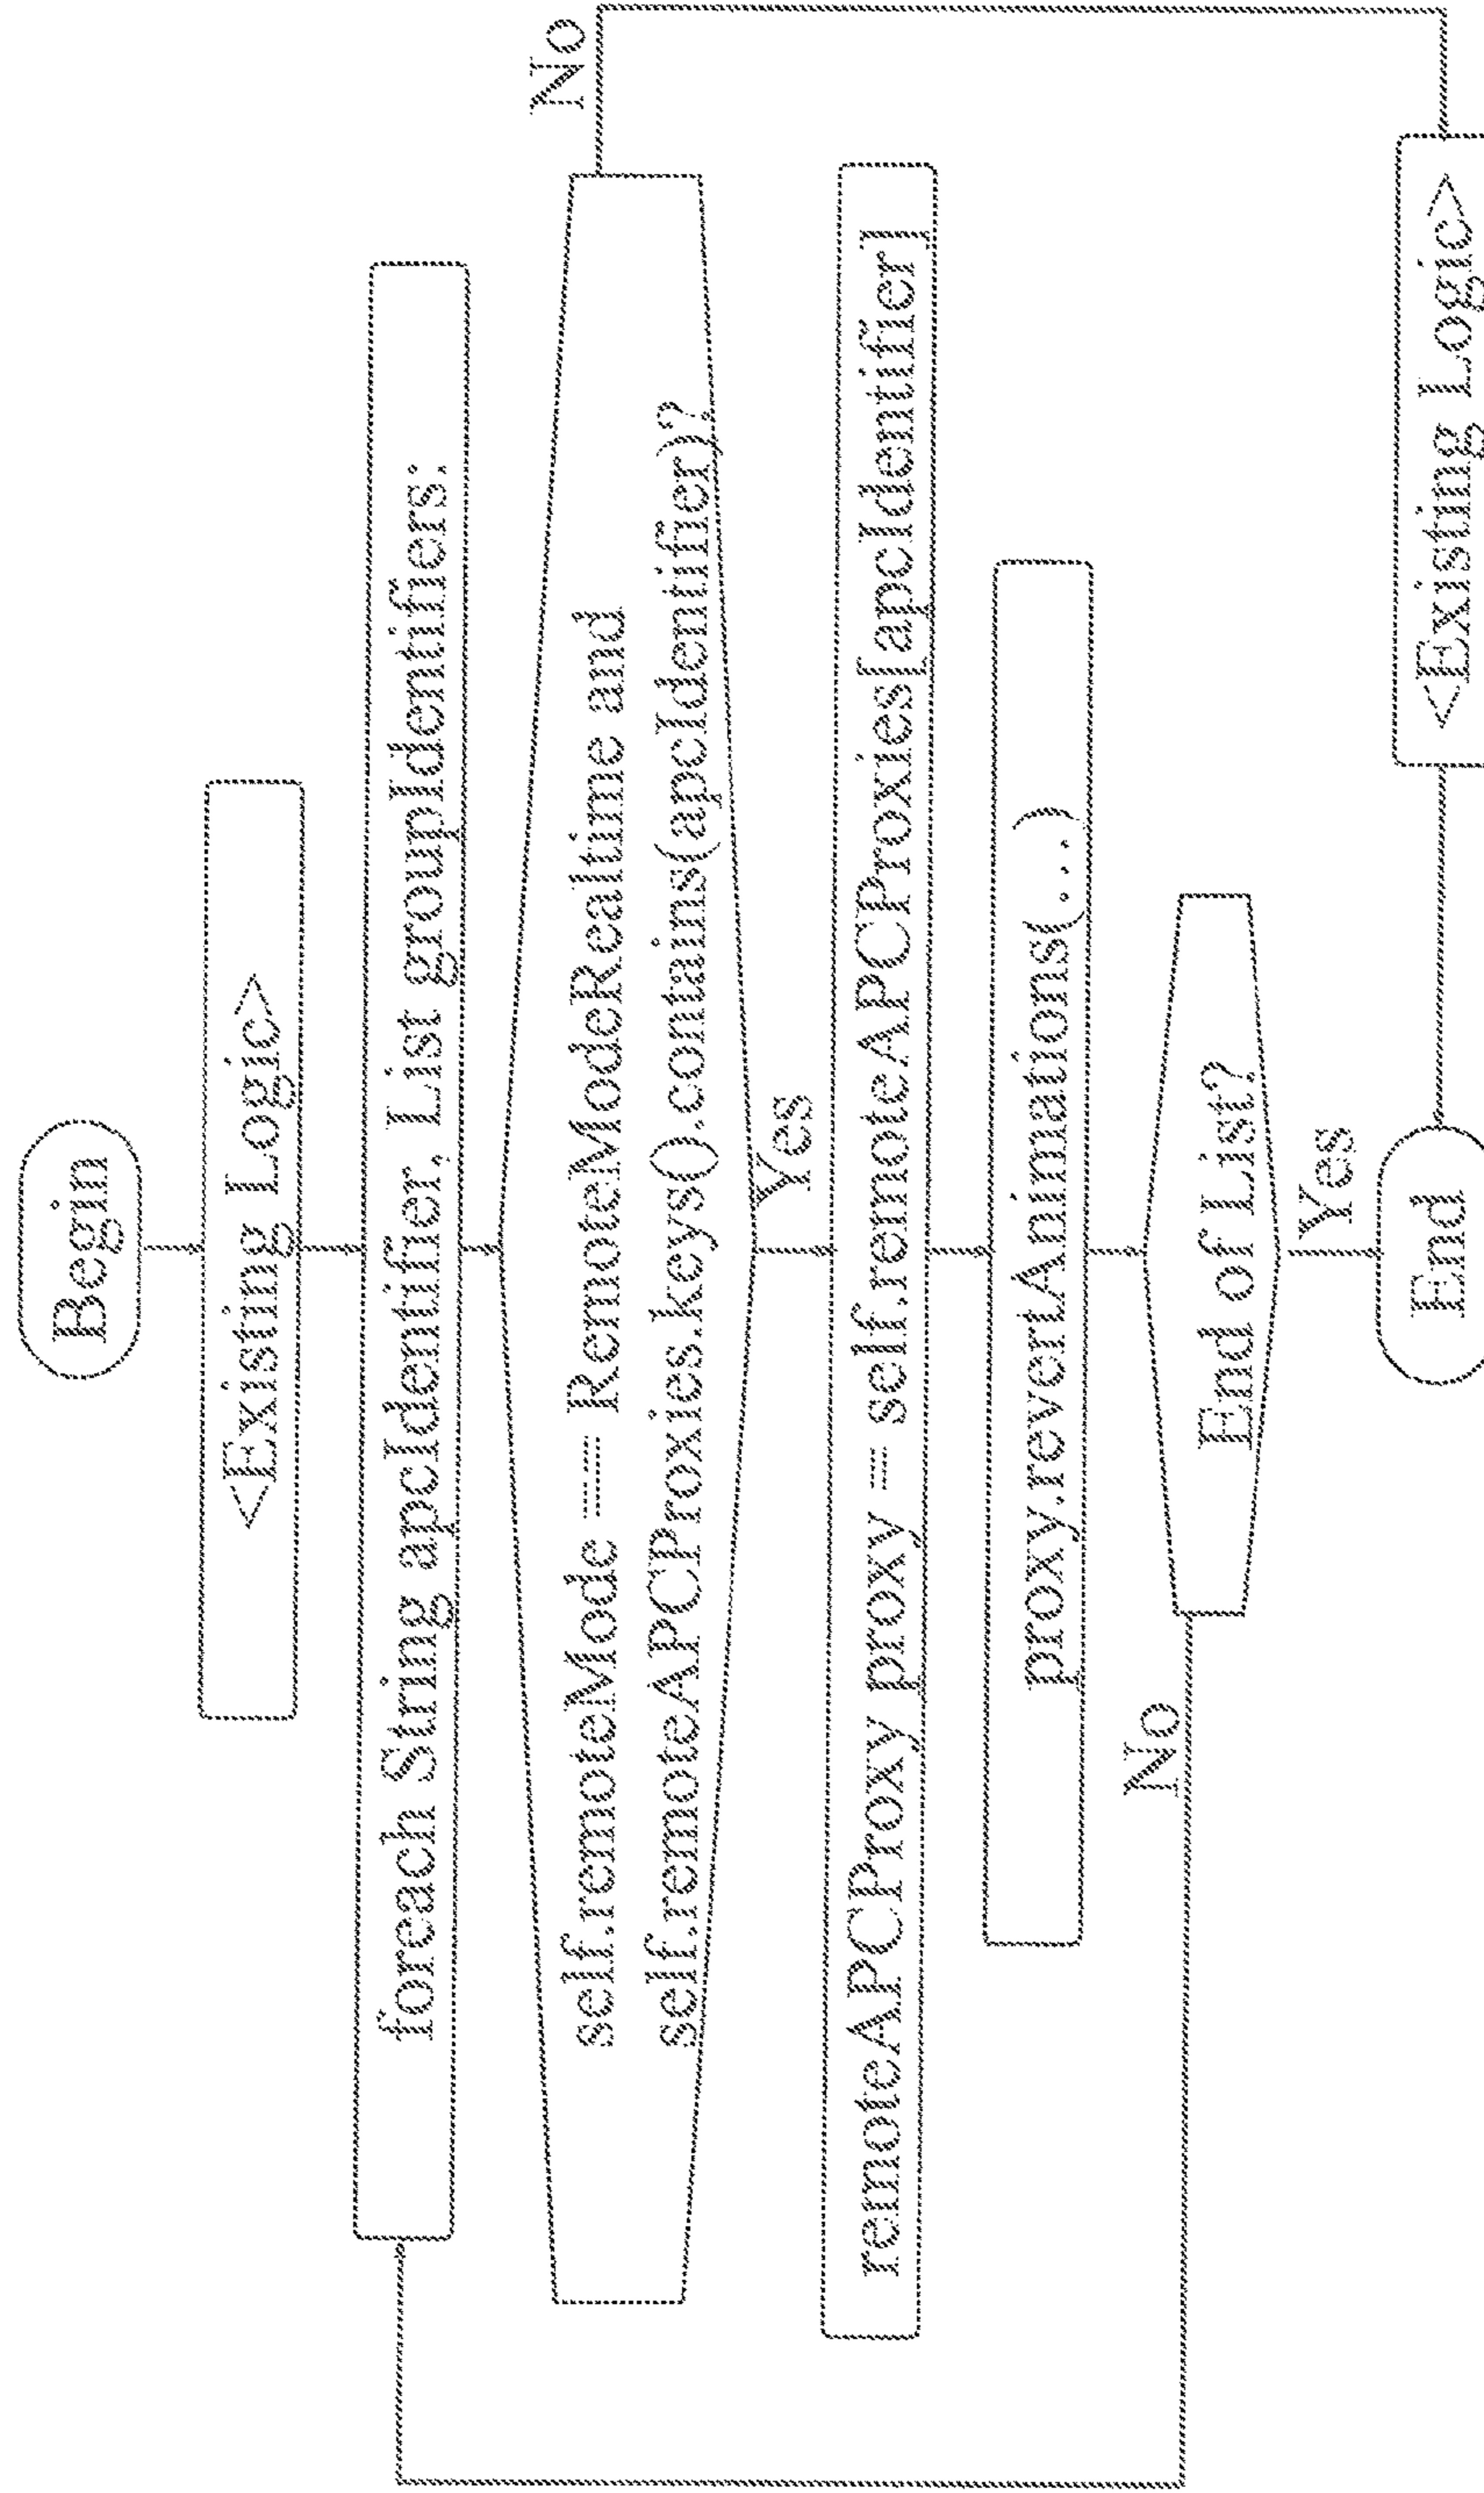 Begin
<Existing Logic>
foreach String apcIdentifier, List groupIdentifiers:
self.remoteMode == RemoteModeRealtime and
self.remoteAPCProxies.keys().contains(apcIdentifier)?
No
Yes
remoteAPCProxy proxy = self.remoteAPCProxies[apcIdentifier]
proxy.revertAnimations(...)
End of List?
No
Yes
End
<Existing Logic>